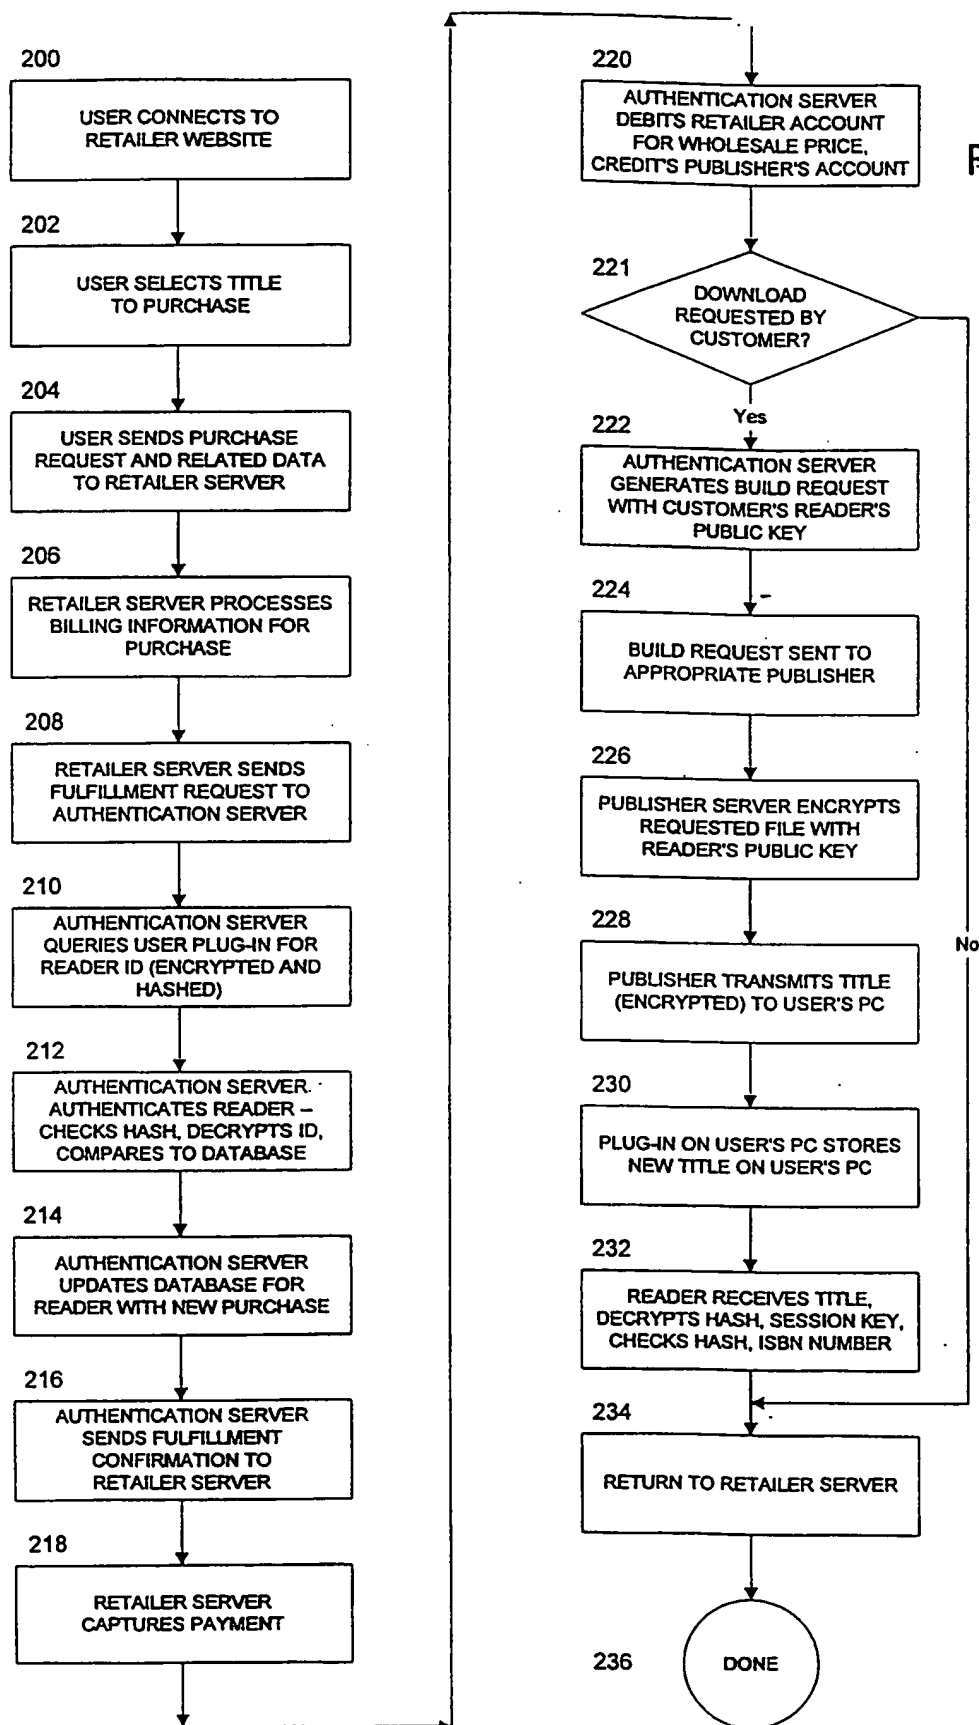 200
USER CONNECTS TO
RETAILER WEBSITE
202
USER SELECTS TITLE
TO PURCHASE
204
USER SENDS PURCHASE
REQUEST AND RELATED DATA
TO RETAILER SERVER
206
RETAILER SERVER PROCESSES
BILLING INFORMATION FOR
PURCHASE
208
RETAILER SERVER SENDS
FULFILLMENT REQUEST TO
AUTHENTICATION SERVER
210
AUTHENTICATION SERVER
QUERIES USER PLUG-IN FOR
READER ID (ENCRYPTED AND
HASHED)
212
AUTHENTICATION SERVER
AUTHENTICATES READER –
CHECKS HASH, DECRYPTS ID,
COMPARES TO DATABASE
214
AUTHENTICATION SERVER
UPDATES DATABASE FOR
READER WITH NEW PURCHASE
216
AUTHENTICATION SERVER
SENDS FULFILLMENT
CONFIRMATION TO
RETAILER SERVER
218
RETAILER SERVER
CAPTURES PAYMENT
220
AUTHENTICATION SERVER
DEBITS RETAILER ACCOUNT
FOR WHOLESALE PRICE,
CREDIT'S PUBLISHER'S ACCOUNT
221
DOWNLOAD
REQUESTED BY
CUSTOMER?
Yes
222
AUTHENTICATION SERVER
GENERATES BUILD REQUEST
WITH CUSTOMER'S READER'S
PUBLIC KEY
224
BUILD REQUEST SENT TO
APPROPRIATE PUBLISHER
226
PUBLISHER SERVER ENCRYPTS
REQUESTED FILE WITH
READER'S PUBLIC KEY
228
No
PUBLISHER TRANSMITS TITLE
(ENCRYPTED) TO USER'S PC
230
PLUG-IN ON USER'S PC STORES
NEW TITLE ON USER'S PC
232
READER RECEIVES TITLE,
DECRYPTS HASH, SESSION KEY,
CHECKS HASH, ISBN NUMBER
234
RETURN TO RETAILER SERVER
236
DONE